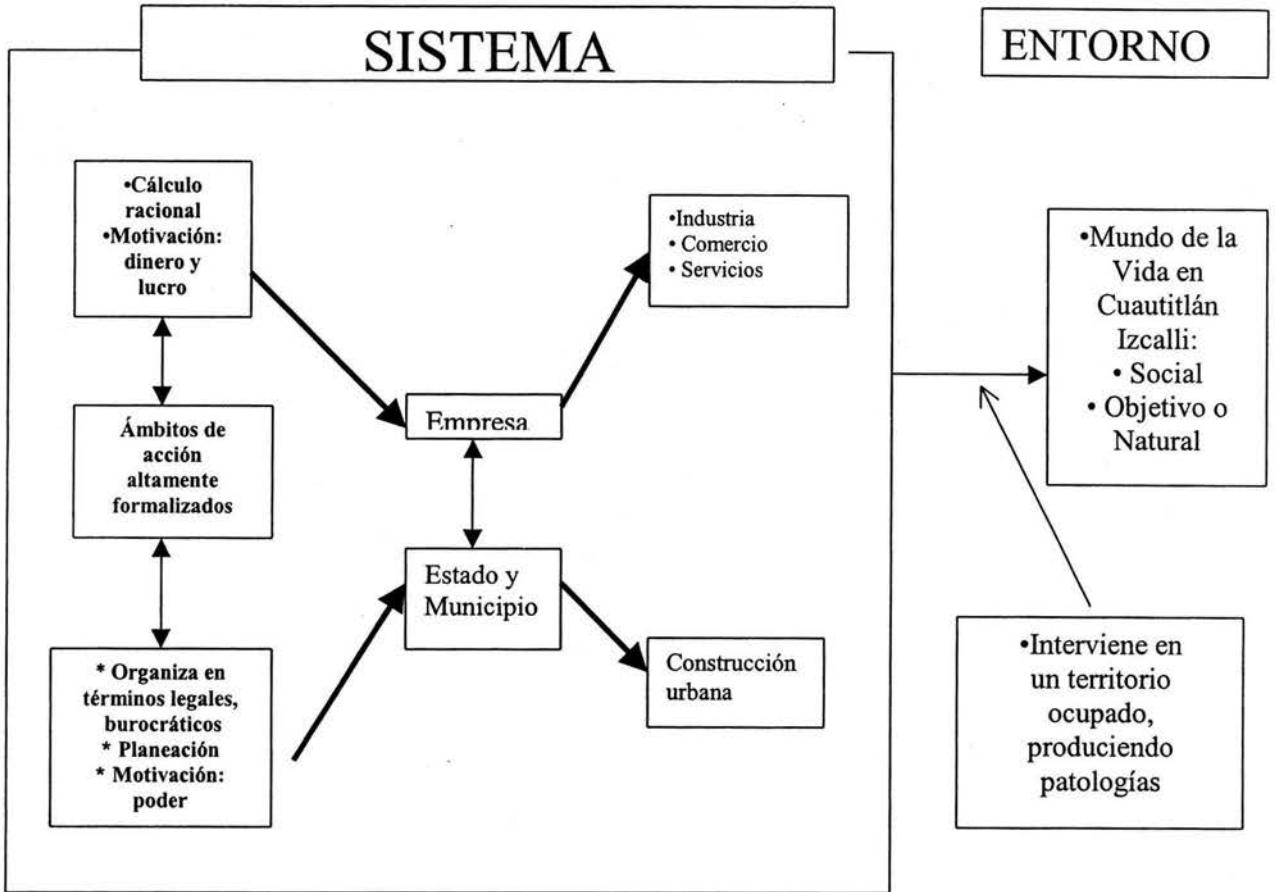 SISTEMA
ENTORNO
•Cálculo
racional
•Motivación:
dinero y
lucro
•Industria
• Comercio
• Servicios
•Mundo de la
Vida en
Cuautitlán
Izcalli:
• Social
• Objetivo o
Natural
Ámbitos de
acción
altamente
formalizados
Empresa
Estado y
Municipio
* Organiza en
términos legales,
burocráticos
* Planeación
* Motivación:
poder
Construcción
urbana
•Interviene en
un territorio
ocupado,
produciendo
patologías